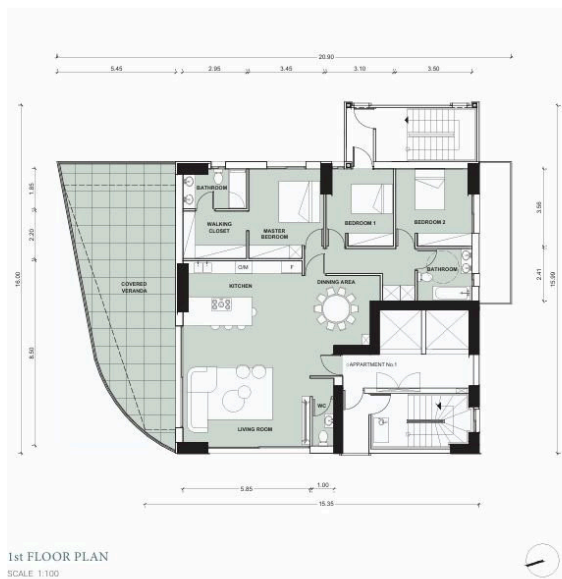 20.90
5.45
2.95
3.45
3.10
3.50
16.00
1.85
2.20
8.50
3.56
2.41
15.99
BATHROOM
WALKING
CLOSET
MASTER
BEDROOM
BEDROOM 1
BEDROOM 2
BATHROOM
COVERED
VERANDA
O/M
F
KITCHEN
DINNING AREA
APPARTMENT No.1
WC
LIVING ROOM
5.85
1.00
15.35
1st FLOOR PLAN
SCALE 1:100